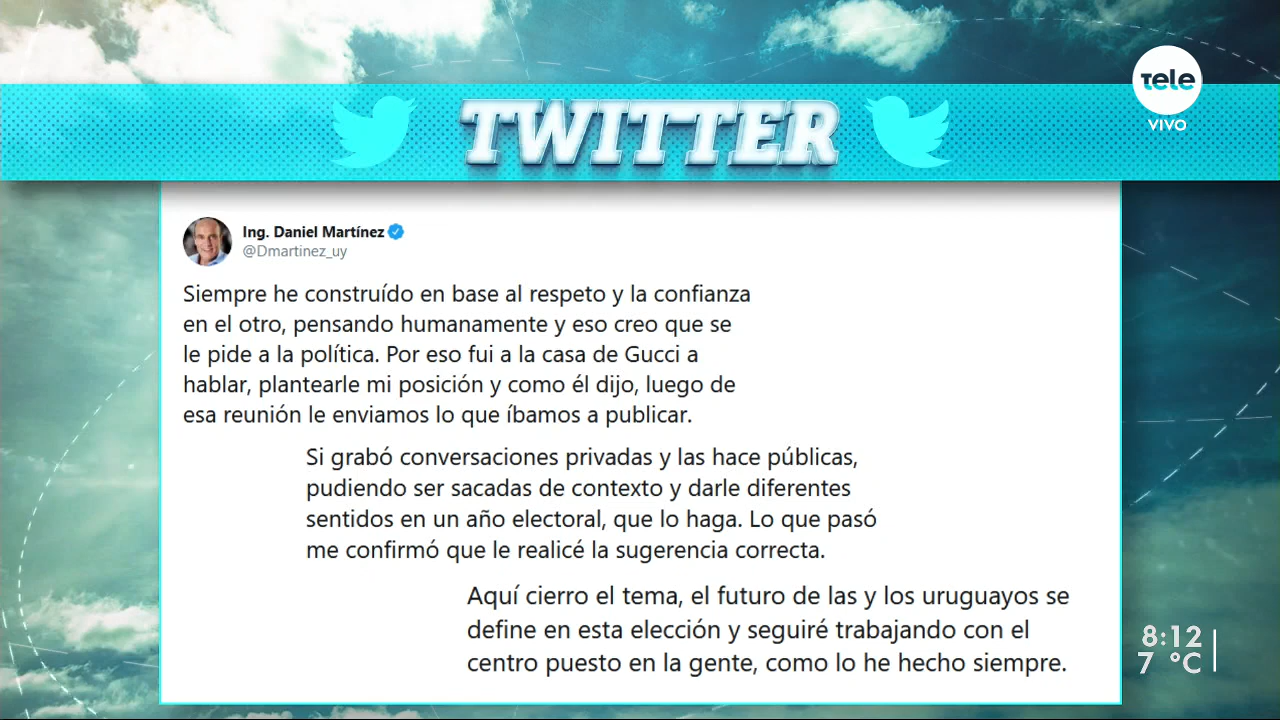 TWITTER
tele
VIVO
Ing. Daniel Martínez
@Dmartinez_uy
Siempre he construído en base al respeto y la confianza
en el otro, pensando humanamente y eso creo que se
le pide a la política. Por eso fui a la casa de Gucci a
hablar, plantearle mi posición y como él dijo, luego de
esa reunión le enviamos lo que íbamos a publicar.
Si grabó conversaciones privadas y las hace públicas,
pudiendo ser sacadas de contexto y darle diferentes
sentidos en un año electoral, que lo haga. Lo que pasó
me confirmó que le realicé la sugerencia correcta.
Aquí cierro el tema, el futuro de las y los uruguayos se
define en esta elección y seguiré trabajando con el
centro puesto en la gente, como lo he hecho siempre.
8:12
7 °C